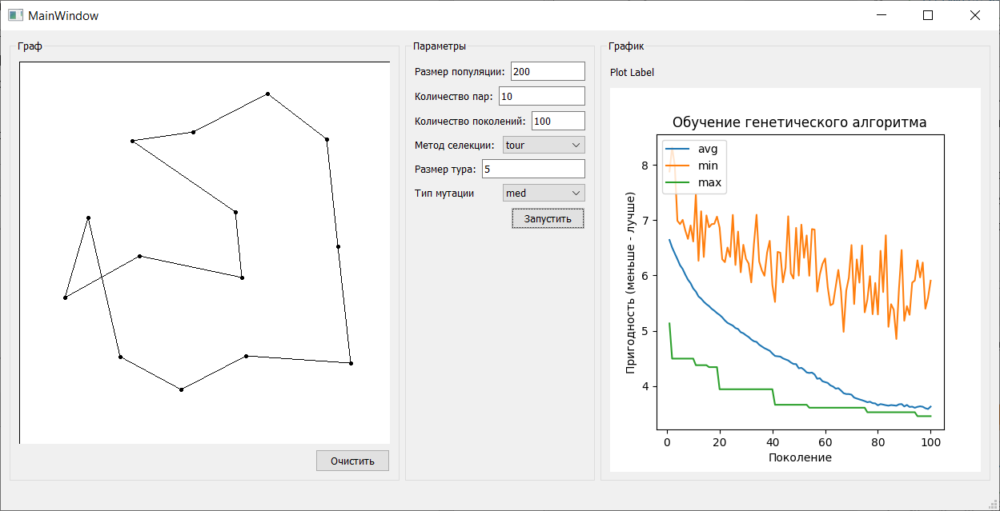 MainWindow
Граф
Очистить
Параметры
Размер популяции: 200
Количество пар: 10
Количество поколений: 100
Метод селекции: tour
Размер тура: 5
Тип мутации med
Запустить
График
Plot Label
Обучение генетического алгоритма
avg
min
max
Пригодность (меньше - лучше)
8
7
6
5
4
0 20 40 60 80 100
Поколение